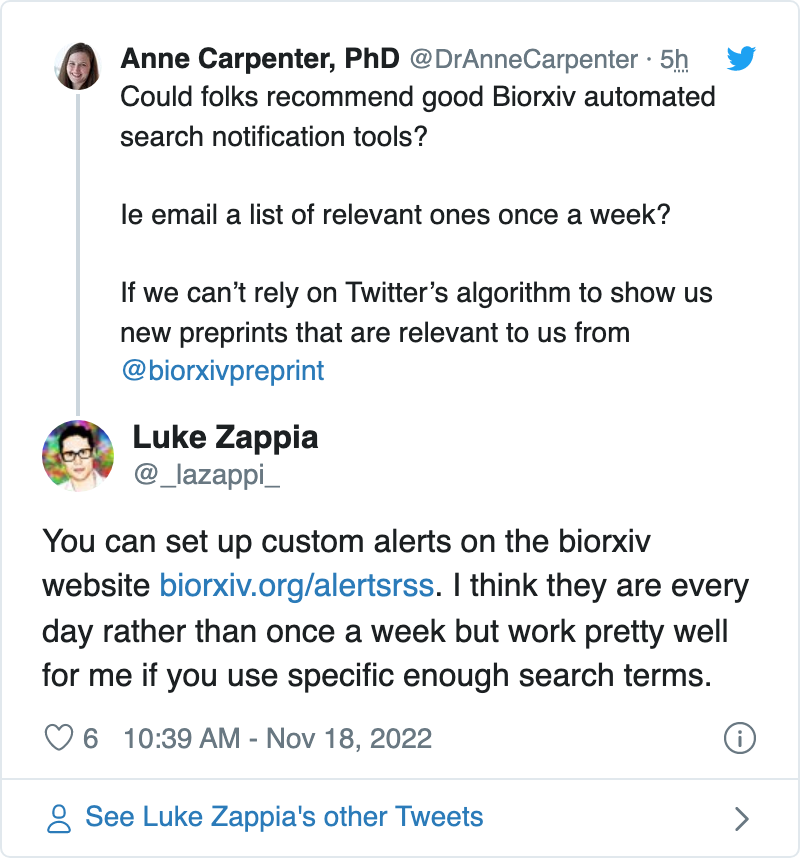 Anne Carpenter, PhD @DrAnneCarpenter · 5h
Could folks recommend good Biorxiv automated
search notification tools?
Ie email a list of relevant ones once a week?
If we can't rely on Twitter's algorithm to show us
new preprints that are relevant to us from
@biorxivpreprint
Luke Zappia
@_lazappi_
You can set up custom alerts on the biorxiv
website biorxiv.org/alertsrss. I think they are every
day rather than once a week but work pretty well
for me if you use specific enough search terms.
6 10:39 AM - Nov 18, 2022
See Luke Zappia's other Tweets